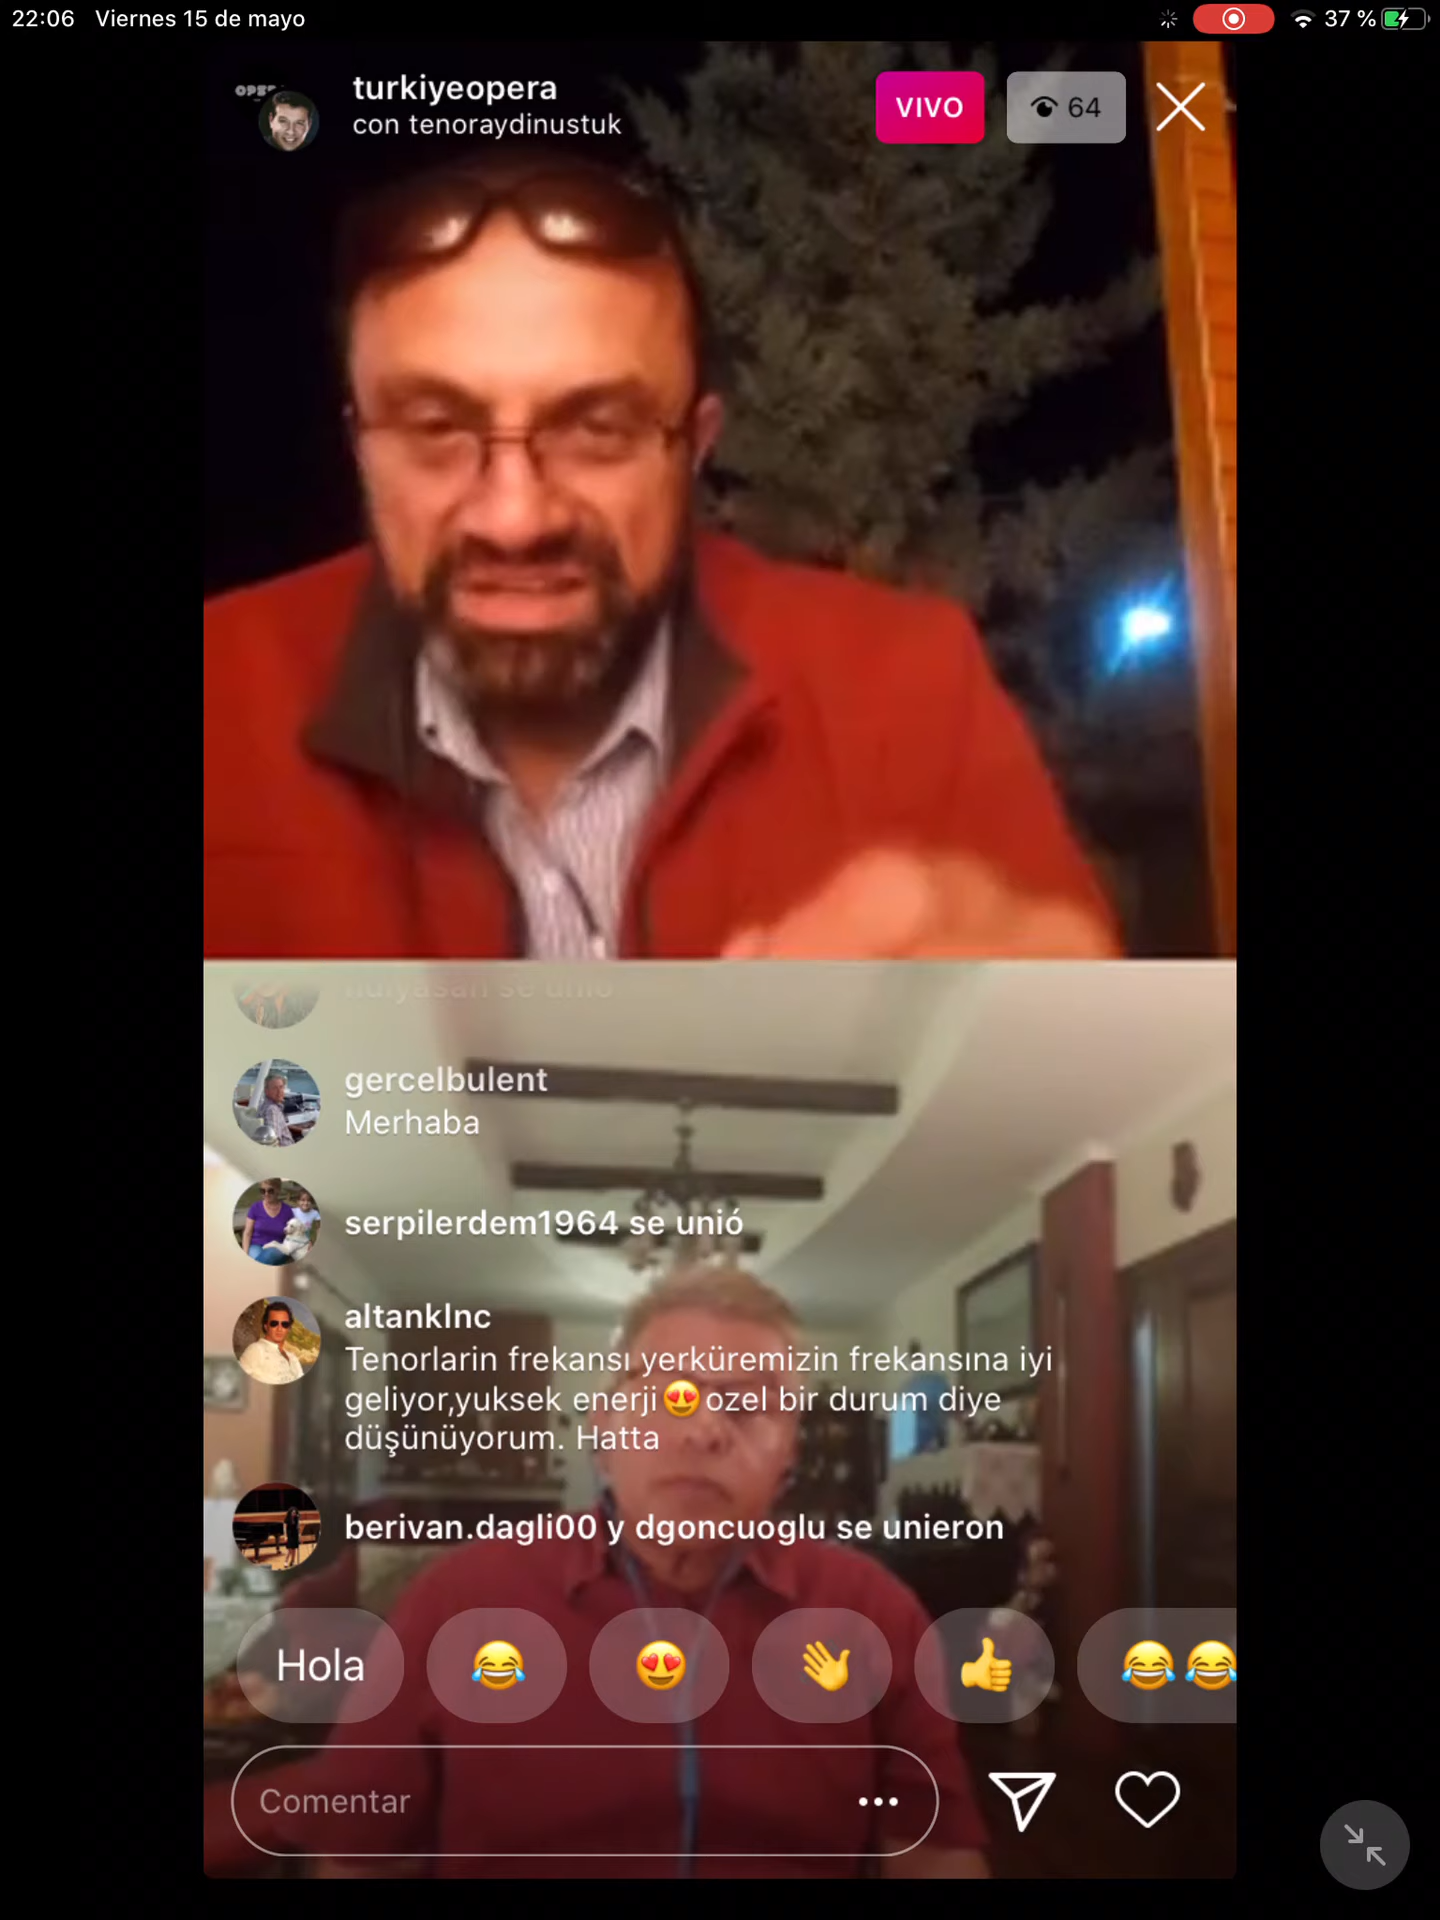 22:06 Viernes 15 de mayo
37 %
turkiyeopera
con tenoraydinustuk
VIVO
64
se unió
gercelbulent
Merhaba
serpilerdem1964 se unió
altanklnc
Tenorlarin frekansı yerküremizin frekansına iyi
geliyor,yuksek enerji😍ozel bir durum diye
düşünüyorum. Hatta
berivan.dagli00 y dgoncuoglu se unieron
Hola 😂 😍 👋 👍 😂😂
Comentar